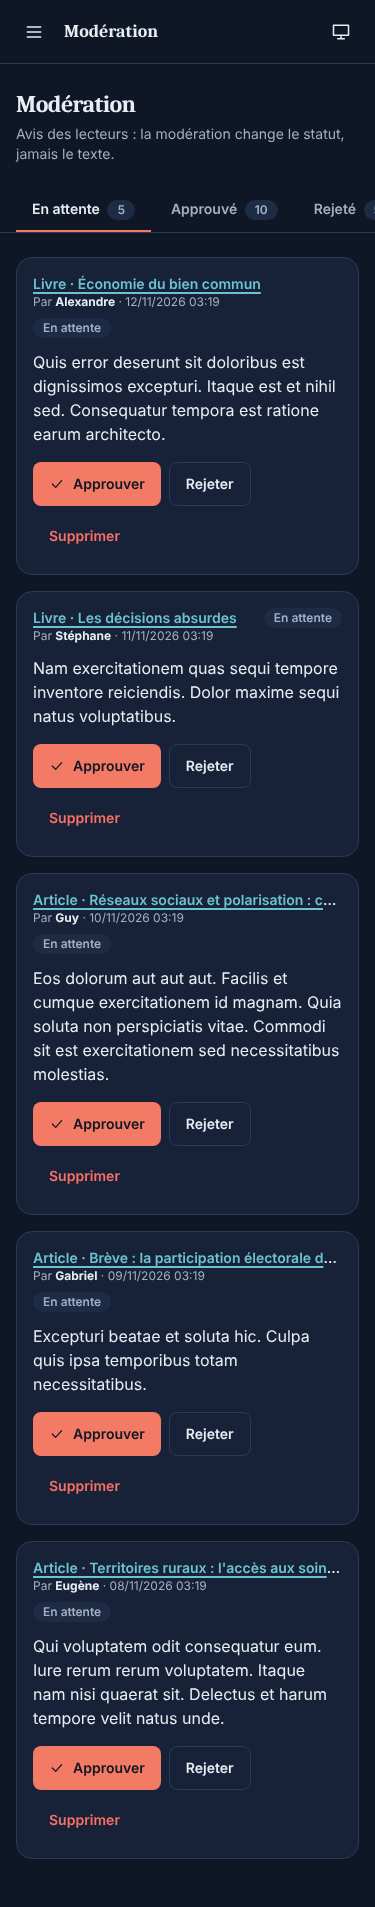 Modération
Modération
Avis des lecteurs : la modération change le statut,
jamais le texte.
En attente 5 Approuvé 10 Rejeté
Livre · Économie du bien commun
Par Alexandre · 12/11/2026 03:19
En attente
Quis error deserunt sit doloribus est
dignissimos excepturi. Itaque est et nihil
sed. Consequatur tempora est ratione
earum architecto.
Approuver Rejeter
Supprimer
Livre · Les décisions absurdes En attente
Par Stéphane · 11/11/2026 03:19
Nam exercitationem quas sequi tempore
inventore reiciendis. Dolor maxime sequi
natus voluptatibus.
Approuver Rejeter
Supprimer
Article · Réseaux sociaux et polarisation : c...
Par Guy · 10/11/2026 03:19
En attente
Eos dolorum aut aut aut. Facilis et
cumque exercitationem id magnam. Quia
soluta non perspiciatis vitae. Commodi
sit est exercitationem sed necessitatibus
molestias.
Approuver Rejeter
Supprimer
Article · Brève : la participation électorale d...
Par Gabriel · 09/11/2026 03:19
En attente
Excepturi beatae et soluta hic. Culpa
quis ipsa temporibus totam
necessitatibus.
Approuver Rejeter
Supprimer
Article · Territoires ruraux : l'accès aux soin...
Par Eugène · 08/11/2026 03:19
En attente
Qui voluptatem odit consequatur eum.
Iure rerum rerum voluptatem. Itaque
nam nisi quaerat sit. Delectus et harum
tempore velit natus unde.
Approuver Rejeter
Supprimer